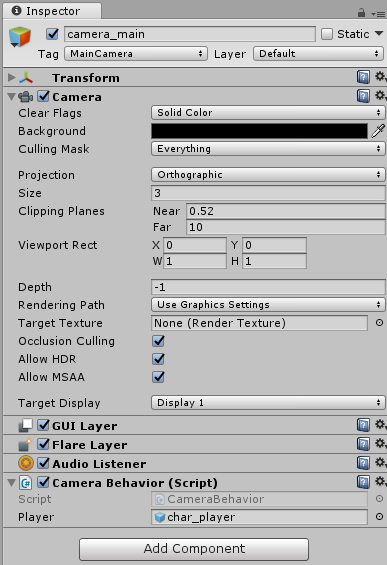 Inspector
camera_main Static
Tag MainCamera Layer Default
Transform
Camera
Clear Flags Solid Color
Background
Culling Mask Everything
Projection Orthographic
Size 3
Clipping Planes Near 0.52
Far 10
Viewport Rect X 0 Y 0
W 1 H 1
Depth -1
Rendering Path Use Graphics Settings
Target Texture None (Render Texture)
Occlusion Culling
Allow HDR
Allow MSAA
Target Display Display 1
GUI Layer
Flare Layer
Audio Listener
Camera Behavior (Script)
Script CameraBehavior
Player char_player
Add Component